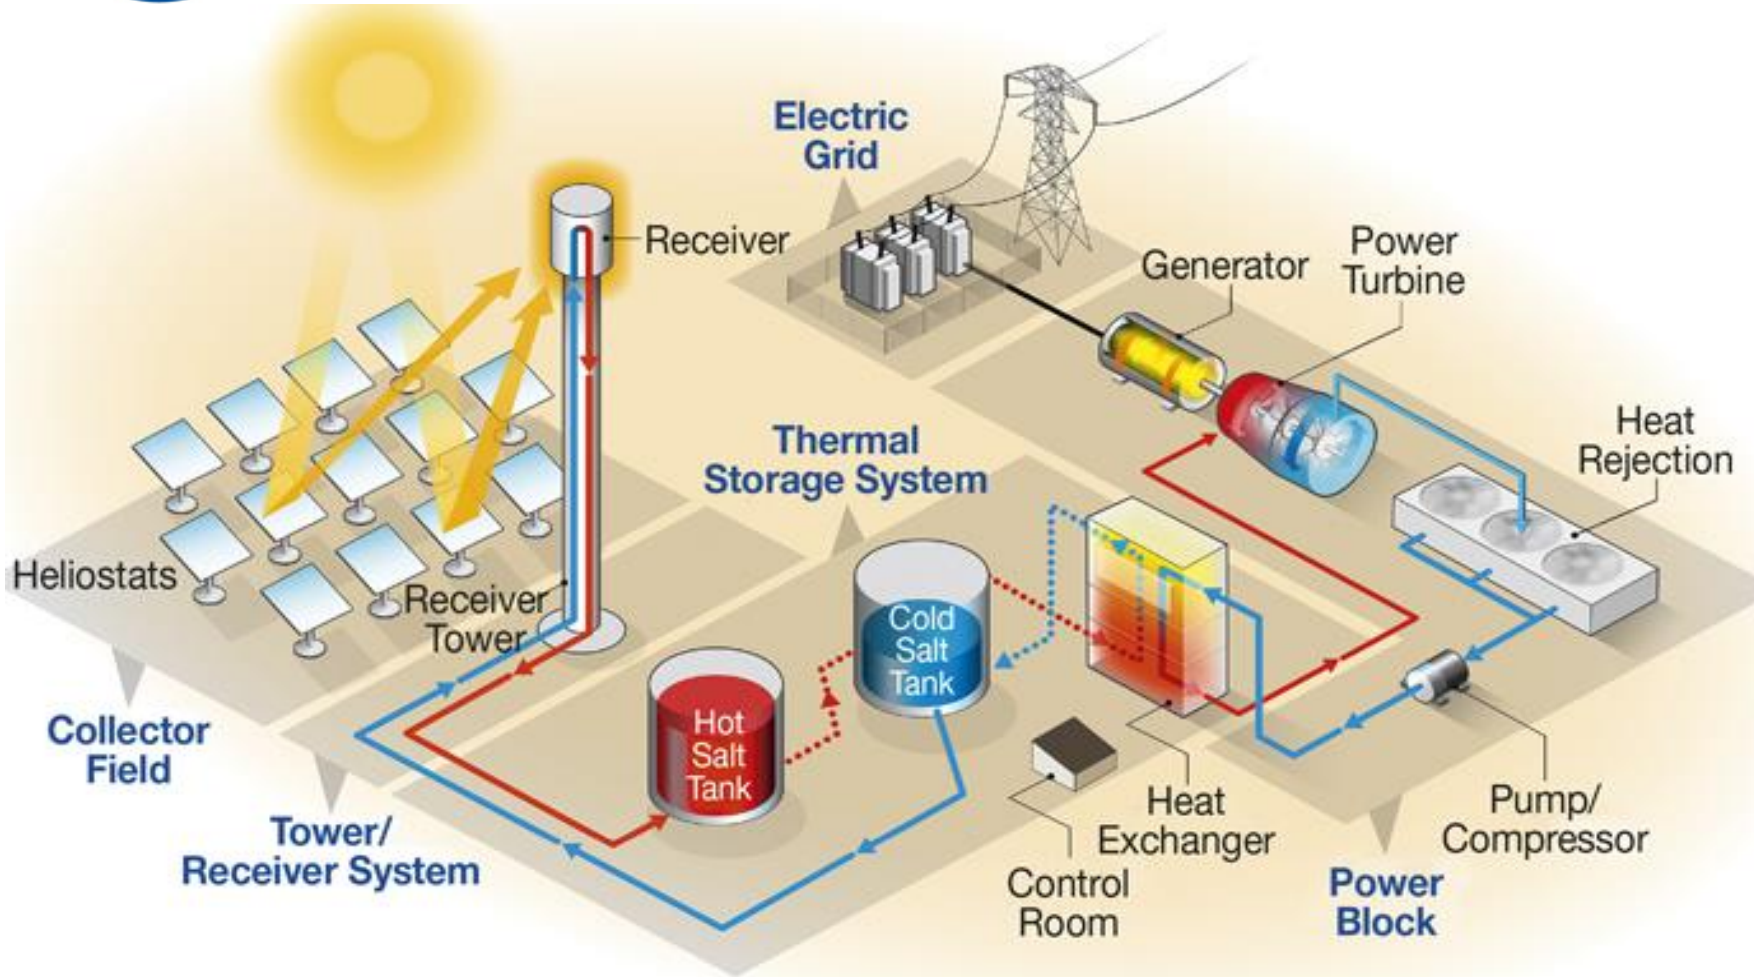 Electric
Grid
Receiver
Generator
Power
Turbine
Heat
Rejection
Thermal
Storage System
Heliostats
Receiver
Tower
Cold
Salt
Tank
Hot
Salt
Tank
Collector
Field
Tower/
Receiver System
Heat
Exchanger
Control
Room
Pump/
Compressor
Power
Block